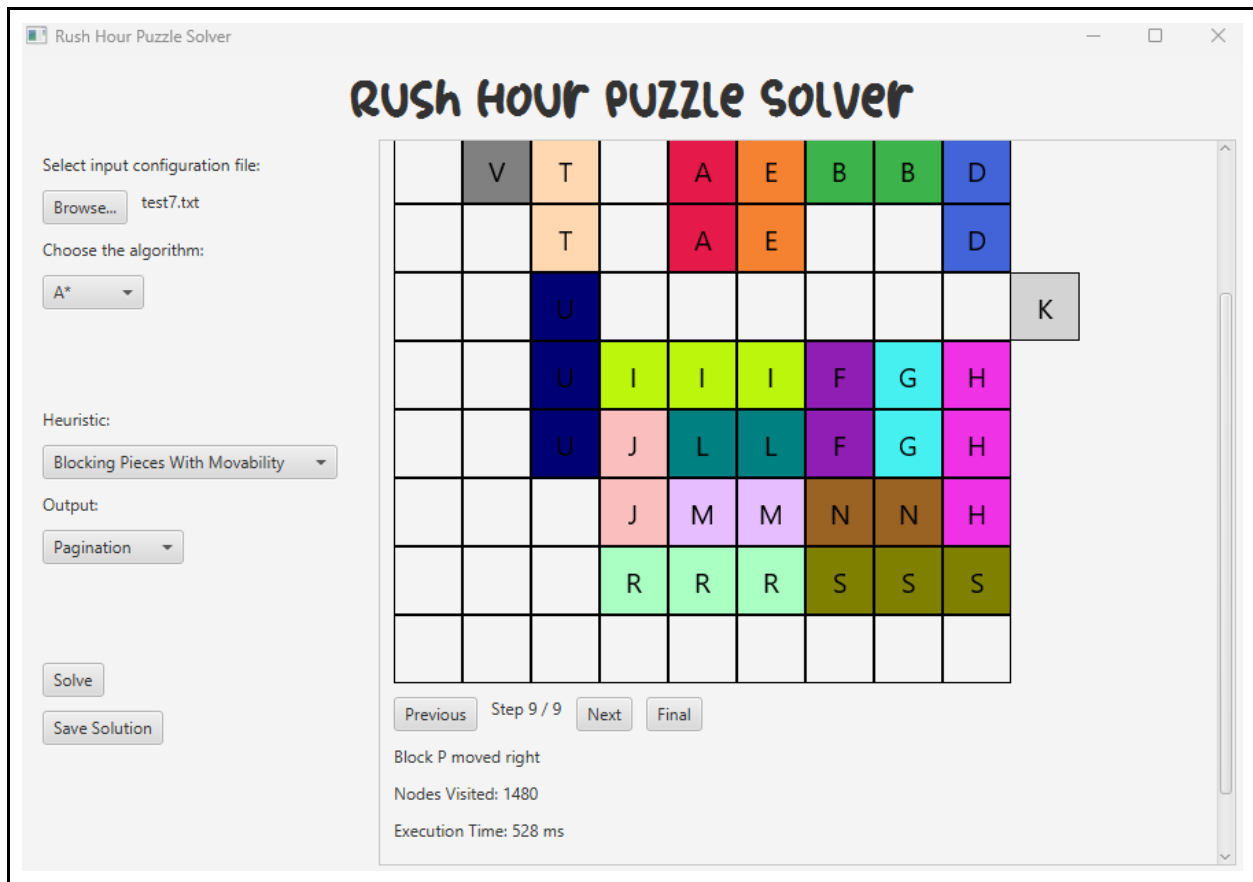 Rush Hour Puzzle Solver
Rush Hour Puzzle Solver
Select input configuration file:
Browse... test7.txt
Choose the algorithm:
A*
Heuristic:
Blocking Pieces With Movability
Output:
Pagination
Solve
Save Solution
V T A E B B D
T A E D
U K
U I I I F G H
U J L L F G H
J M M N N H
R R R S S S
Previous Step 9 / 9 Next Final
Block P moved right
Nodes Visited: 1480
Execution Time: 528 ms